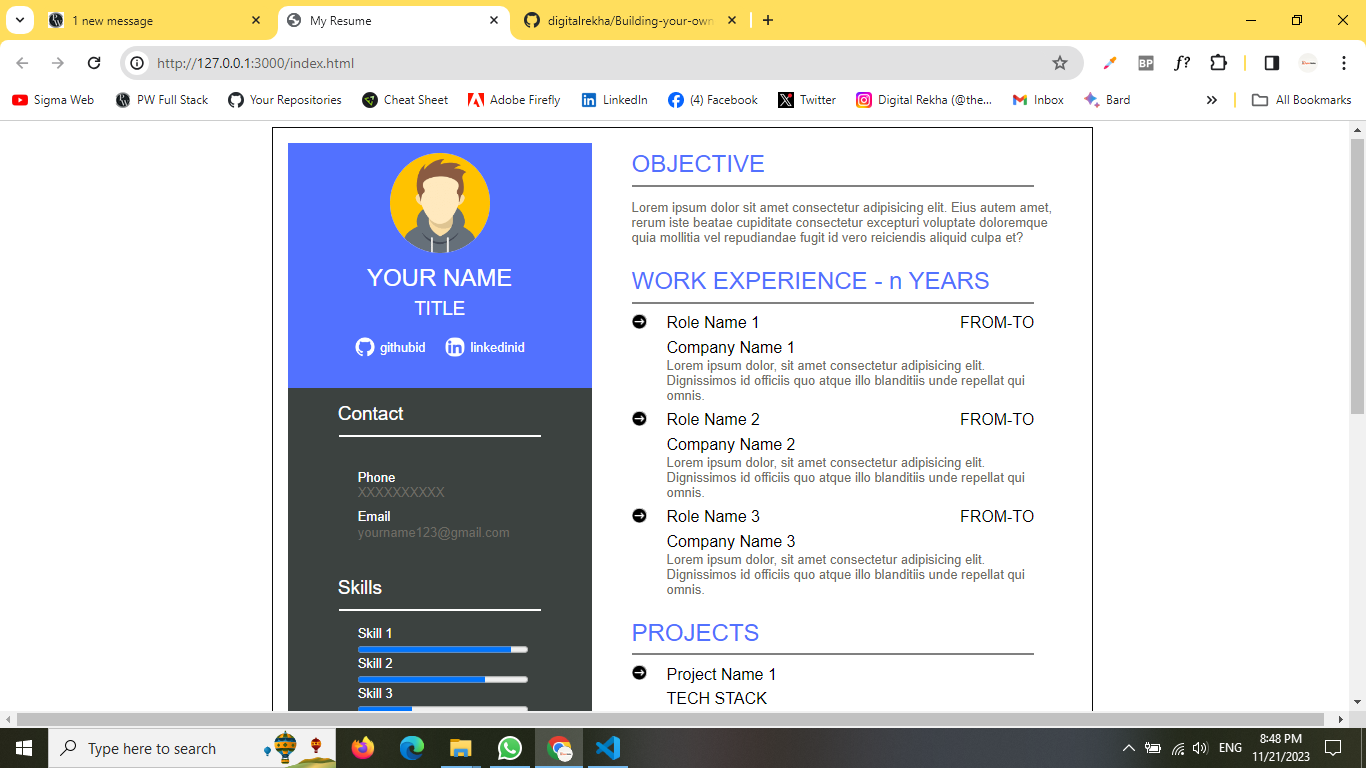 1 new message
My Resume
digitalrekha/Building-your-own
http://127.0.0.1:3000/index.html
BP
f?
Sigma Web
PW Full Stack
Your Repositories
Cheat Sheet
Adobe Firefly
LinkedIn
(4) Facebook
Twitter
Digital Rekha (@the...
Inbox
Bard
All Bookmarks
YOUR NAME
TITLE
githubid
linkedinid
Contact
Phone
XXXXXXXXXX
Email
yourname123@gmail.com
Skills
Skill 1
Skill 2
Skill 3
OBJECTIVE
Lorem ipsum dolor sit amet consectetur adipisicing elit. Eius autem amet,
rerum iste beatae cupiditate consectetur excepturi voluptate doloremque
quia mollitia vel repudiandae fugit id vero reiciendis aliquid culpa et?
WORK EXPERIENCE - n YEARS
Role Name 1 FROM-TO
Company Name 1
Lorem ipsum dolor, sit amet consectetur adipisicing elit.
Dignissimos id officiis quo atque illo blanditiis unde repellat qui
omnis.
Role Name 2 FROM-TO
Company Name 2
Lorem ipsum dolor, sit amet consectetur adipisicing elit.
Dignissimos id officiis quo atque illo blanditiis unde repellat qui
omnis.
Role Name 3 FROM-TO
Company Name 3
Lorem ipsum dolor, sit amet consectetur adipisicing elit.
Dignissimos id officiis quo atque illo blanditiis unde repellat qui
omnis.
PROJECTS
Project Name 1
TECH STACK
Type here to search
ENG
8:48 PM
11/21/2023